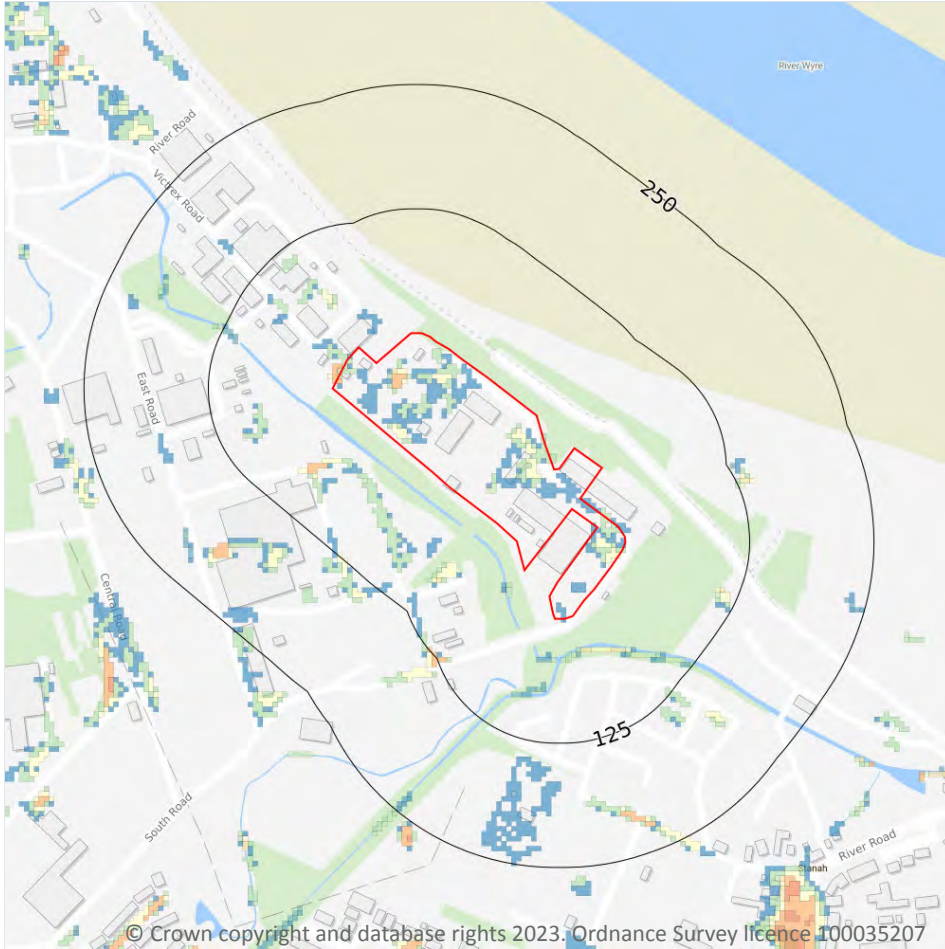 River Wyre
River Road
Victrex Road
250
East Road
Central Road
125
South Road
River Road
Stanah
© Crown copyright and database rights 2023. Ordnance Survey licence 100035207